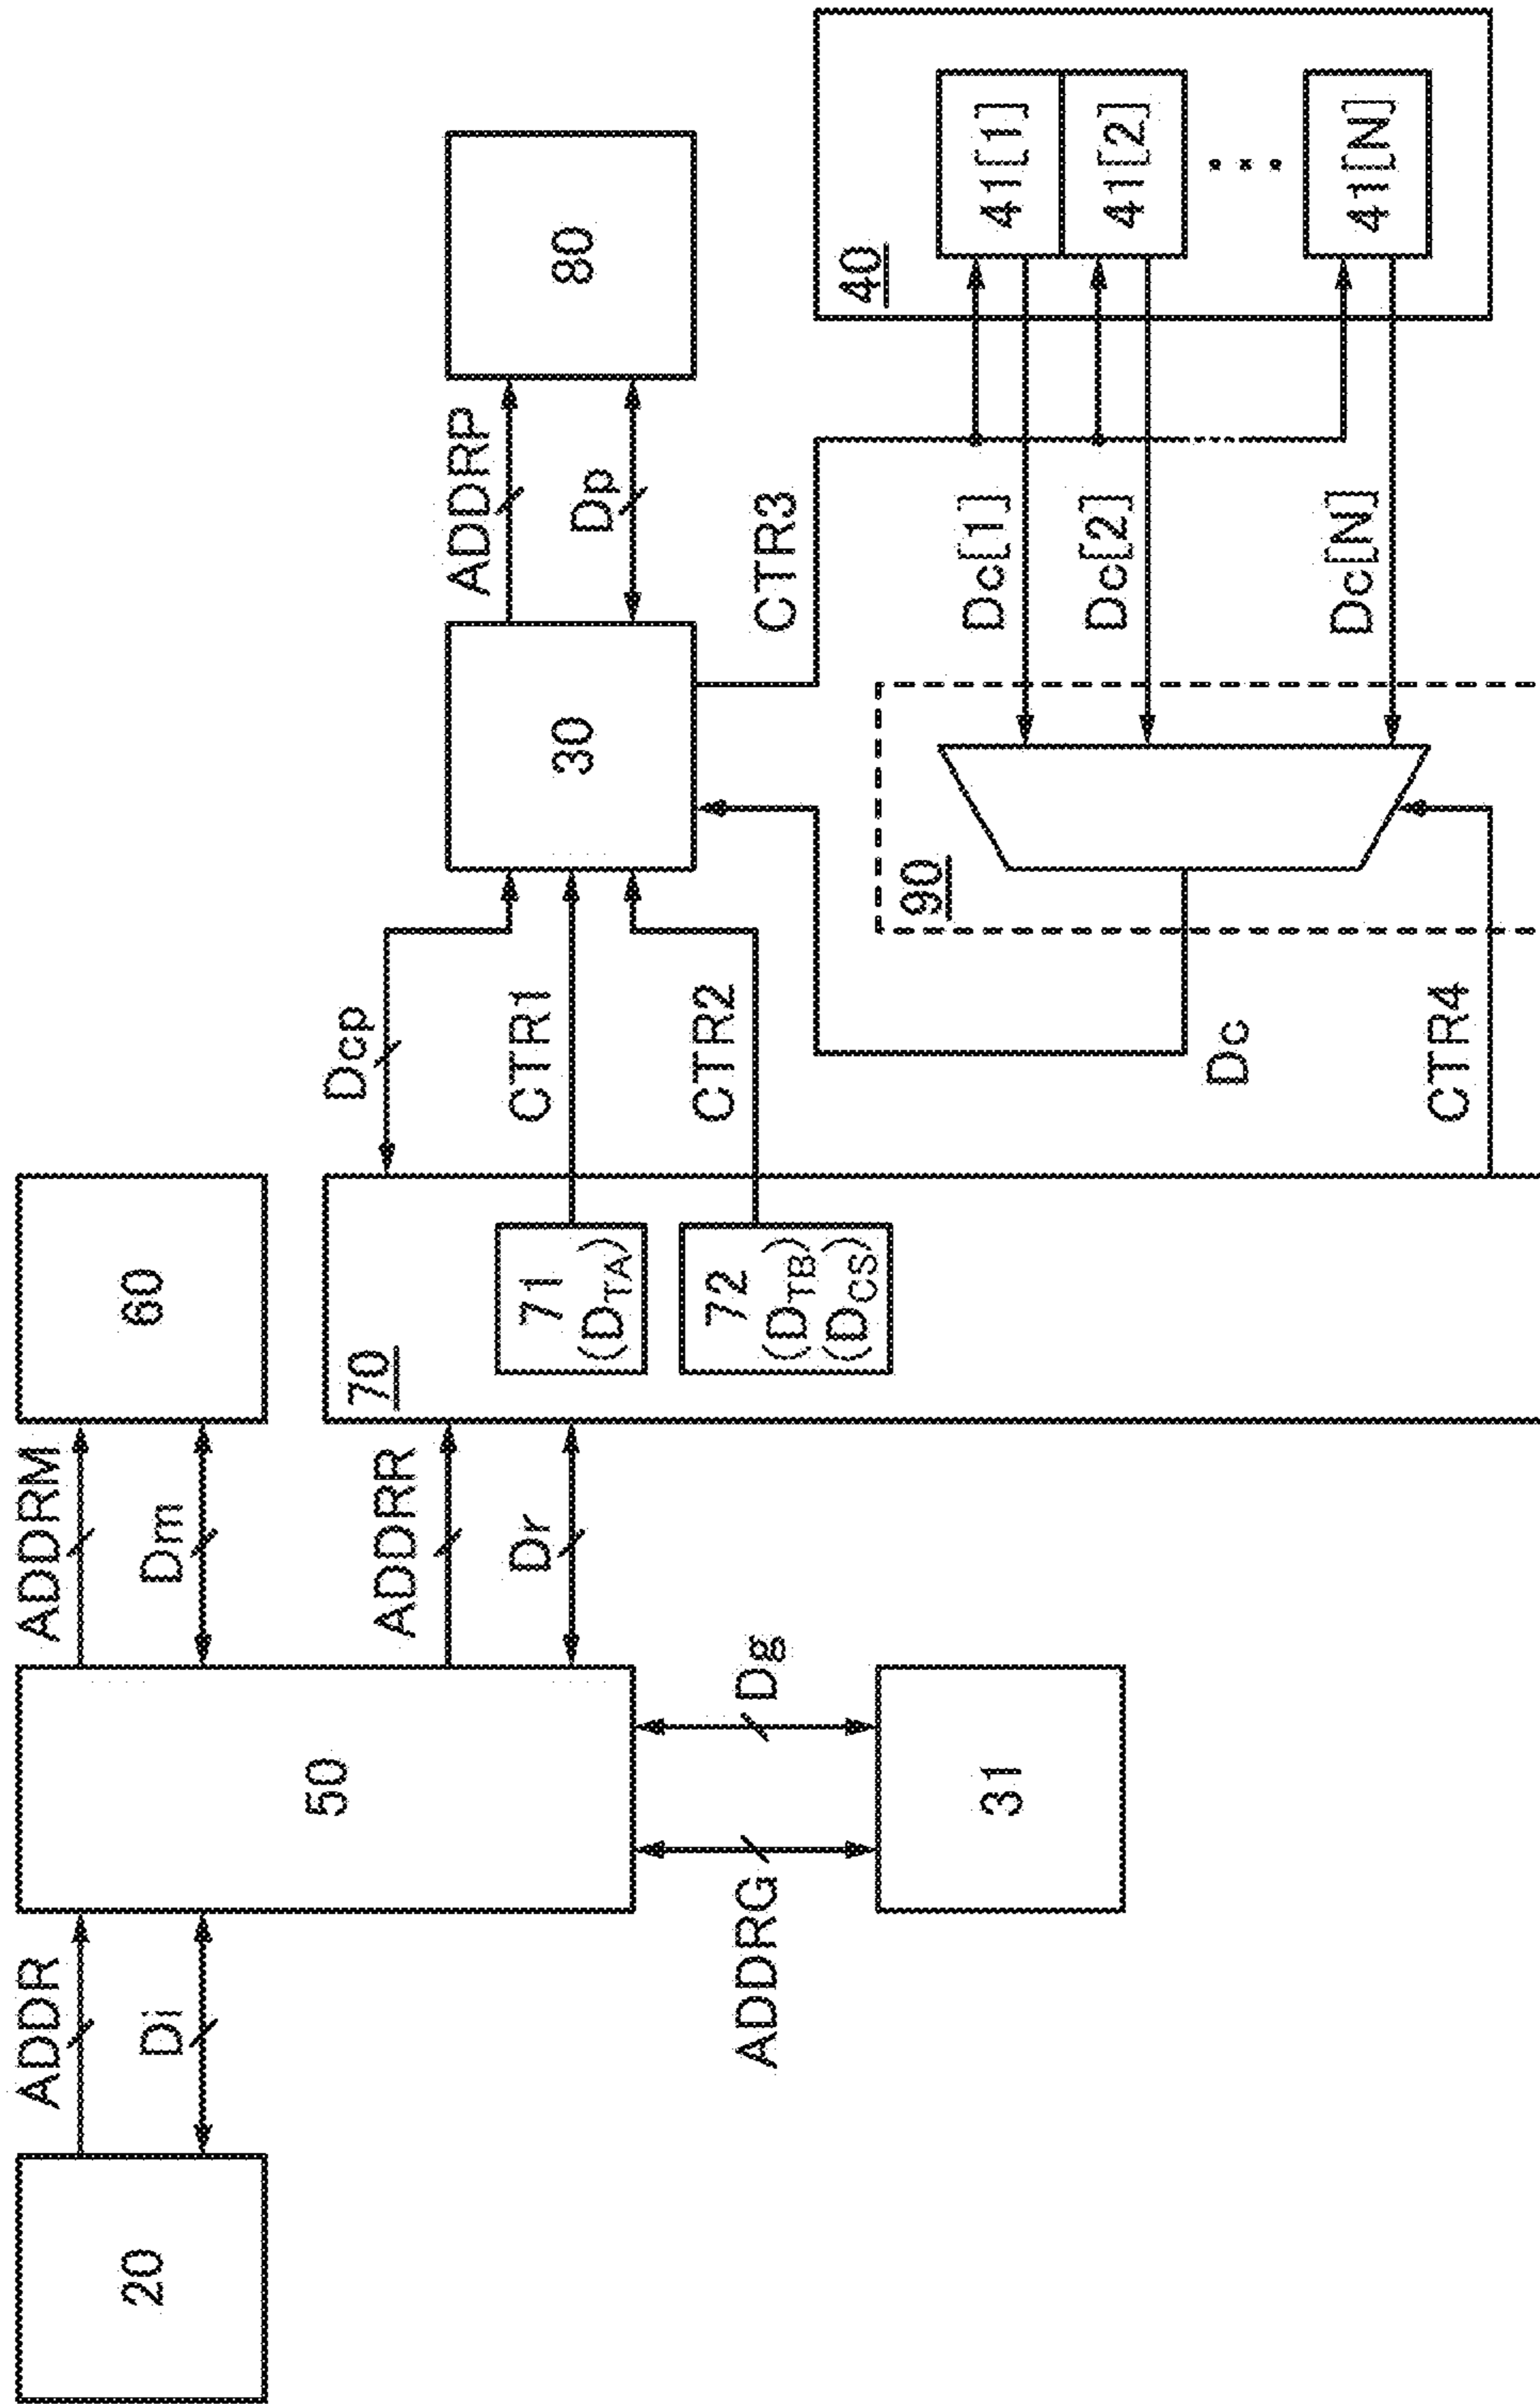 20
ADDR
Di
50
ADDRM
Dm
60
ADDRR
Dr
ADDRG
Dg
31
70
71
(DTA)
72
(DTB)
(DCS)
Dcp
CTR1
CTR2
30
ADDRP
Dp
80
CTR3
Dc
CTR4
90
Dc[1]
Dc[2]
Dc[N]
40
41[1]
41[2]
41[N]